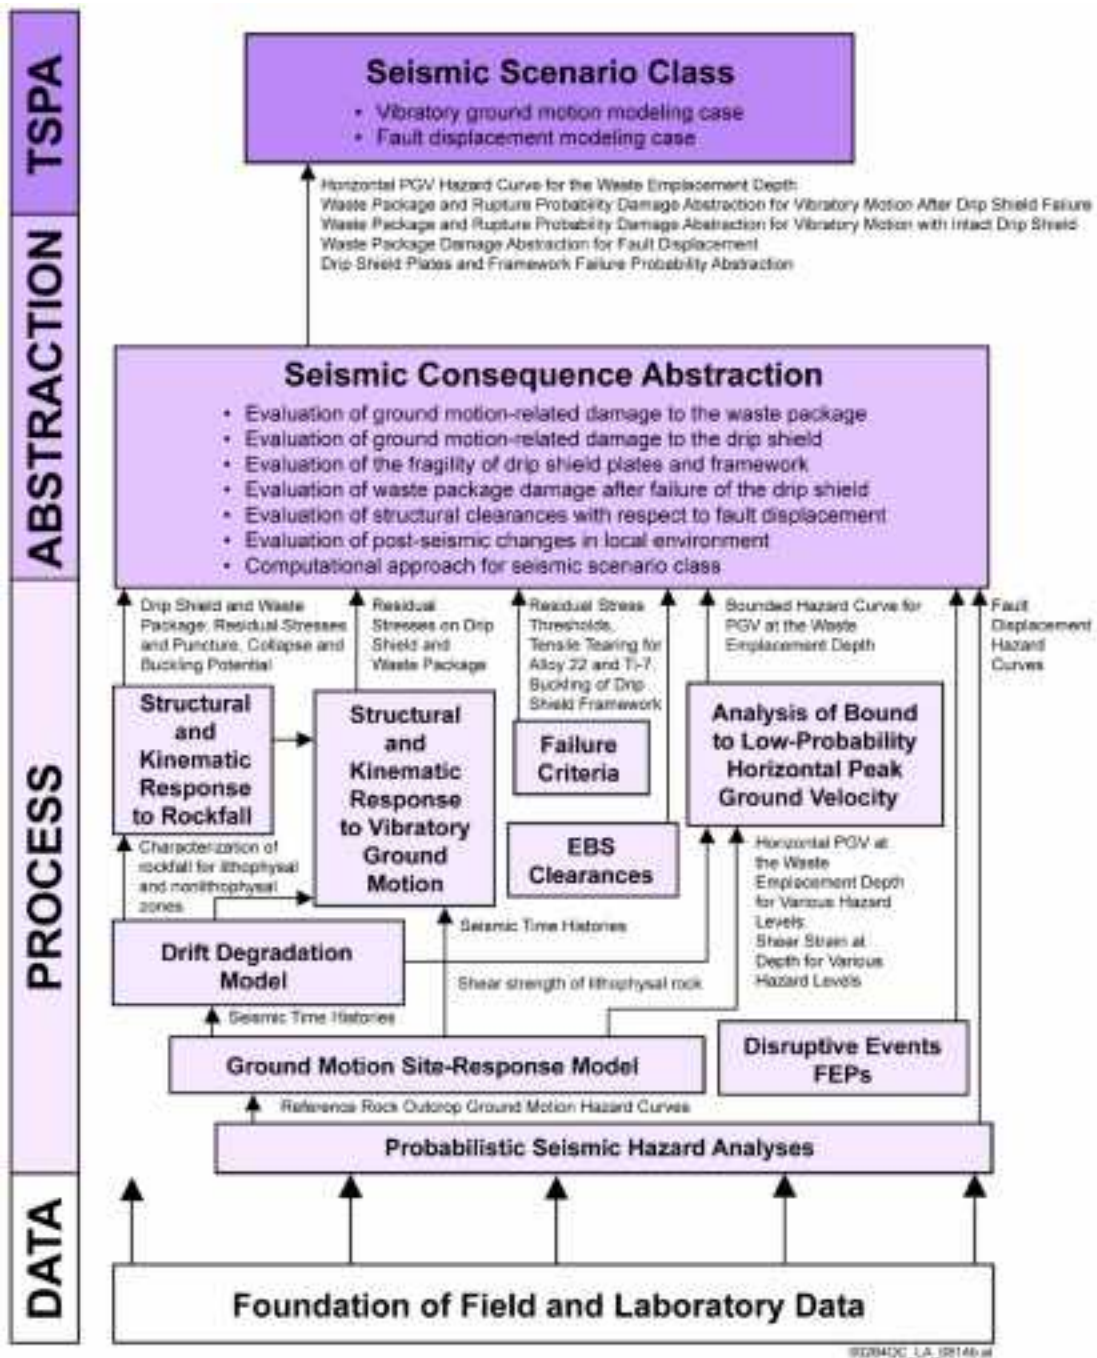 TSPA
Seismic Scenario Class
• Vibratory ground motion modeling case
• Fault displacement modeling case
Horizontal PGV Hazard Curve for the Waste Emplacement Depth
Waste Package and Rupture Probability Damage Abstraction for Vibratory Motion After Drip Shield Failure
Waste Package and Rupture Probability Damage Abstraction for Vibratory Motion with Intact Drip Shield
Waste Package Damage Abstraction for Fault Displacement
Drip Shield Plates and Framework Failure Probability Abstraction
ABSTRACTION
Seismic Consequence Abstraction
• Evaluation of ground motion-related damage to the waste package
• Evaluation of ground motion-related damage to the drip shield
• Evaluation of the fragility of drip shield plates and framework
• Evaluation of waste package damage after failure of the drip shield
• Evaluation of structural clearances with respect to fault displacement
• Evaluation of post-seismic changes in local environment
• Computational approach for seismic scenario class
PROCESS
Drip Shield and Waste
Package: Residual Stresses
and Puncture, Collapse and
Buckling Potential
Residual
Stresses on Drip
Shield and
Waste Package
Residual Stress
Thresholds,
Tensile Tearing for
Alloy 22 and Ti-7,
Buckling of Drip
Shield Framework
Bounded Hazard Curve for
PGV at the Waste
Emplacement Depth
Fault
Displacement
Hazard
Curves
Structural
and
Kinematic
Response
to Rockfall
Structural
and
Kinematic
Response
to Vibratory
Ground
Motion
Failure
Criteria
EBS
Clearances
Analysis of Bound
to Low-Probability
Horizontal Peak
Ground Velocity
Characterization of
rockfall for lithophysal
and nonlithophysal
zones
Horizontal PGV at
the Waste
Emplacement Depth
for Various Hazard
Levels;
Shear Strain at
Depth for Various
Hazard Levels
Drift Degradation
Model
Seismic Time Histories
Shear strength of lithophysal rock
Seismic Time Histories
Ground Motion Site-Response Model
Disruptive Events
FEPs
Reference Rock Outcrop Ground Motion Hazard Curves
Probabilistic Seismic Hazard Analyses
DATA
Foundation of Field and Laboratory Data